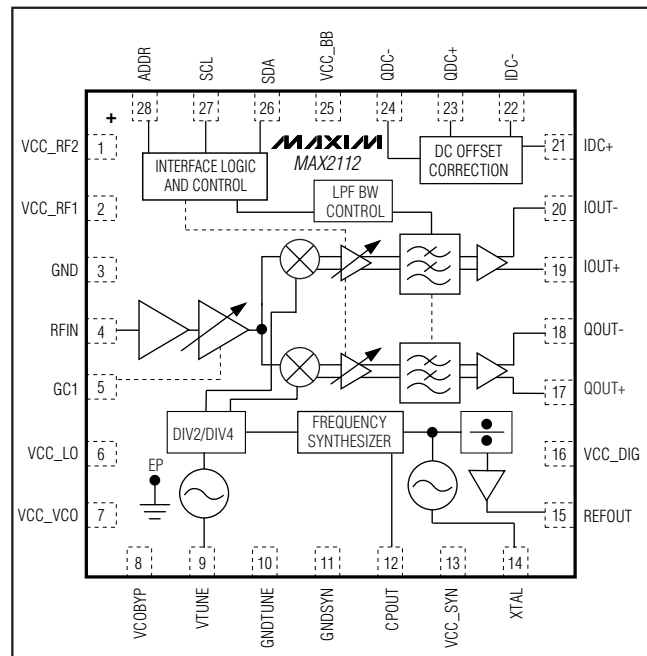 ADDR
SCL
SDA
VCC_BB
QDC-
QDC+
IDC-
28
27
26
25
24
23
22
+
MAXIM
MAX2112
VCC_RF2
1
INTERFACE LOGIC
AND CONTROL
DC OFFSET
CORRECTION
21
IDC+
LPF BW
CONTROL
VCC_RF1
2
20
IOUT-
GND
3
19
IOUT+
RFIN
4
18
QOUT-
GC1
5
17
QOUT+
DIV2/DIV4
FREQUENCY
SYNTHESIZER
VCC_LO
6
16
VCC_DIG
EP
VCC_VCO
7
15
REFOUT
8
9
10
11
12
13
14
VCOBYP
VTUNE
GNDTUNE
GNDSYN
CPOUT
VCC_SYN
XTAL